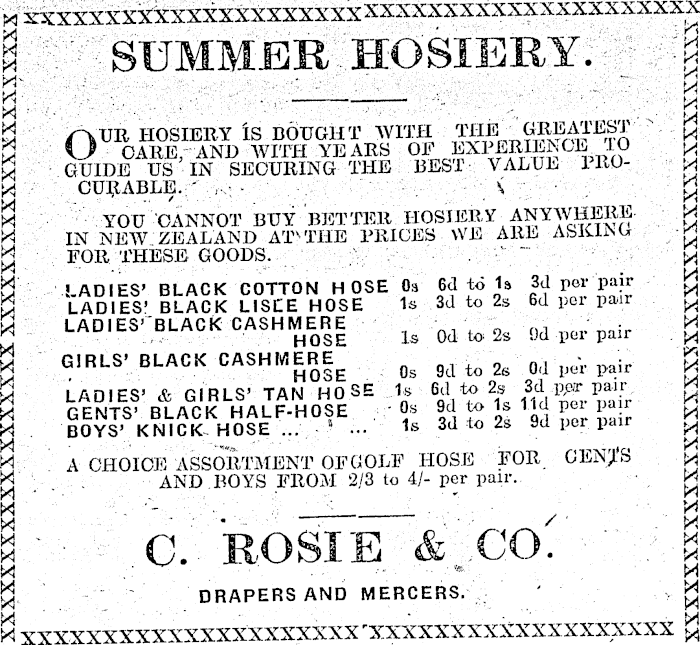 XXXXXXXXXXXXXXXXXXXXXXXXXXXXXXXXXXXXXXXXXX
SUMMER HOSIERY.
OUR HOSIERY IS BOUGHT WITH THE GREATEST
CARE, AND WITH YEARS OF EXPERIENCE TO
GUIDE US IN SECURING THE BEST VALUE PRO-
CURABLE.
YOU CANNOT BUY BETTER HOSIERY ANYWHERE
IN NEW ZEALAND AT THE PRICES WE ARE ASKING
FOR THESE GOODS.
LADIES' BLACK COTTON HOSE 0s 6d to 1s 3d per pair
LADIES' BLACK LISLE HOSE 1s 3d to 2s 6d per pair
LADIES' BLACK CASHMERE
HOSE 1s 0d to 2s 9d per pair
GIRLS' BLACK CASHMERE
HOSE 0s 9d to 2s 0d per pair
LADIES' & GIRLS' TAN HOSE 1s 6d to 2s 3d per pair
GENTS' BLACK HALF-HOSE 0s 9d to 1s 11d per pair
BOYS' KNICK HOSE ... ... 1s 3d to 2s 9d per pair
A CHOICE ASSORTMENT OF GOLF HOSE FOR GENTS
AND BOYS FROM 2/3 to 4/- per pair.
C. ROSIE & CO.
DRAPERS AND MERCERS.
XXXXXXXXXXXXXXXXXXXXXXXXXXXXXXXXXXXXXXXXXX